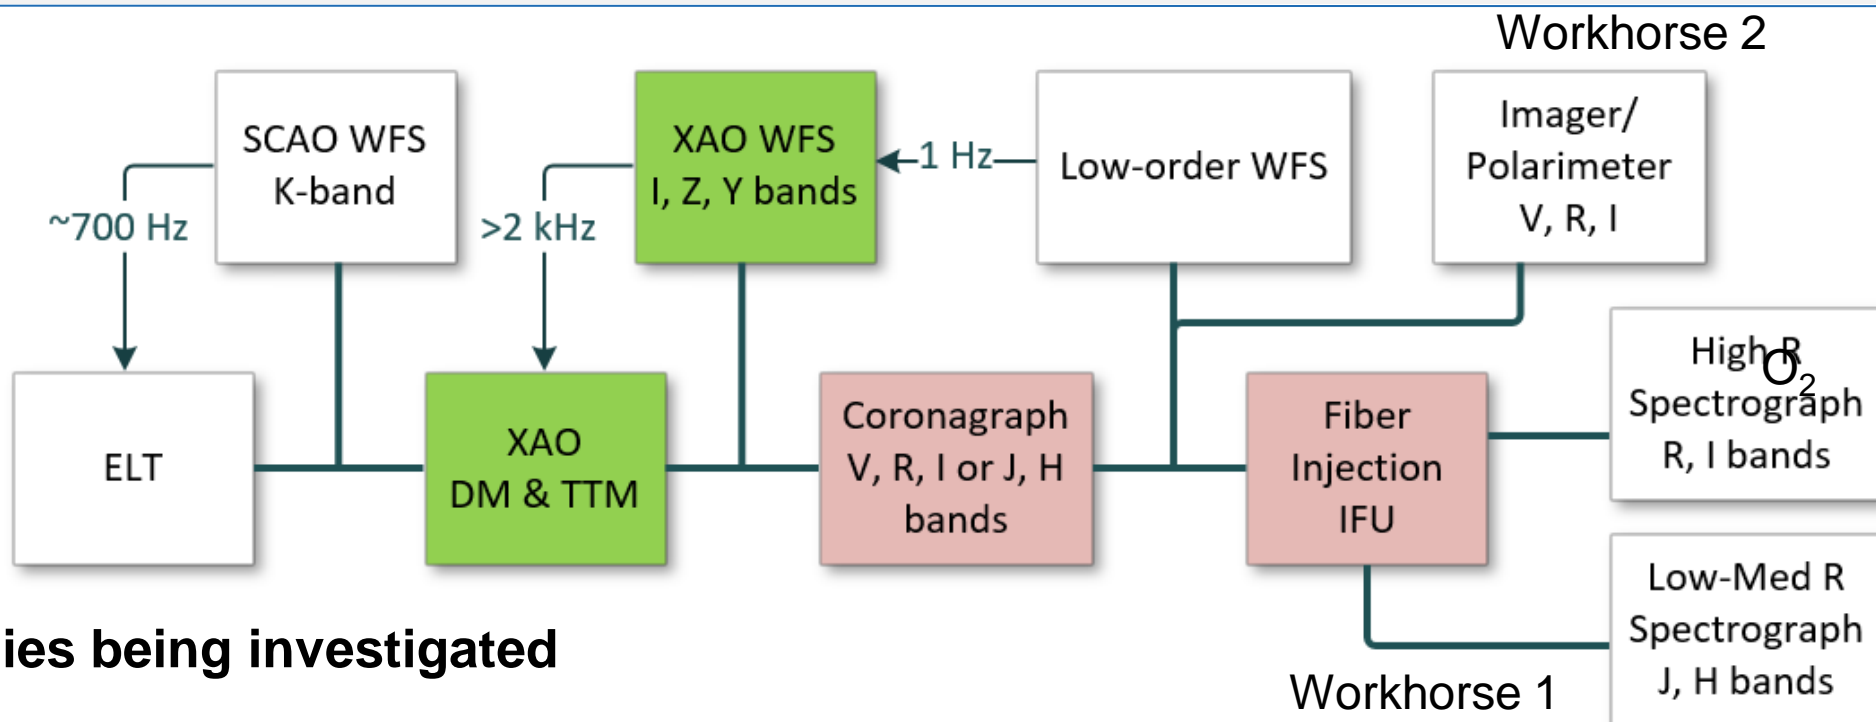 Workhorse 2
SCAO WFS
K-band
XAO WFS
I, Z, Y bands
1 Hz
Low-order WFS
Imager/
Polarimeter
V, R, I
~700 Hz
>2 kHz
ELT
XAO
DM & TTM
Coronagraph
V, R, I or J, H
bands
Fiber
Injection
IFU
High R
O₂
Spectrograph
R, I bands
Low-Med R
Spectrograph
J, H bands
ies being investigated
Workhorse 1